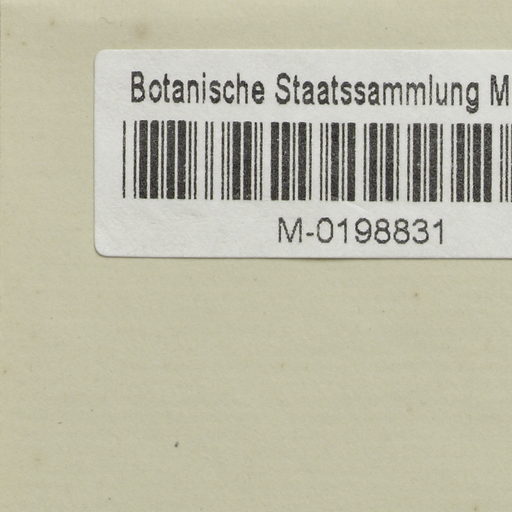 Botanische Staatssammlung M
M-0198831